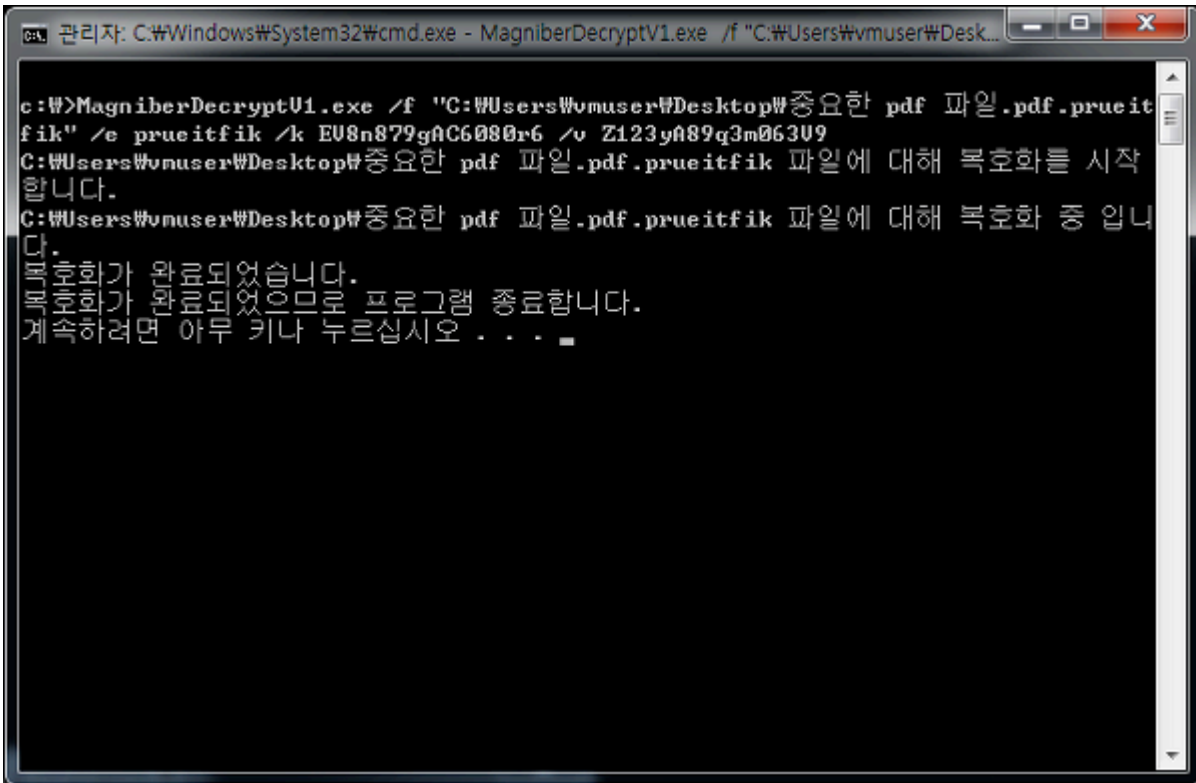 관리자: C:₩Windows₩System32₩cmd.exe - MagniberDecryptV1.exe /f "C:₩Users₩vmuser₩Desk...
c:₩>MagniberDecryptV1.exe /f "C:₩Users₩vmuser₩Desktop₩중요한 pdf 파일.pdf.prueit
fik" /e prueitfik /k EV8n879gAC6080r6 /v Z123yA89q3m063V9
C:₩Users₩vmuser₩Desktop₩중요한 pdf 파일.pdf.prueitfik 파일에 대해 복호화를 시작
합니다.
C:₩Users₩vmuser₩Desktop₩중요한 pdf 파일.pdf.prueitfik 파일에 대해 복호화 중 입니
다.
복호화가 완료되었습니다.
복호화가 완료되었으므로 프로그램 종료합니다.
계속하려면 아무 키나 누르십시오 . . .